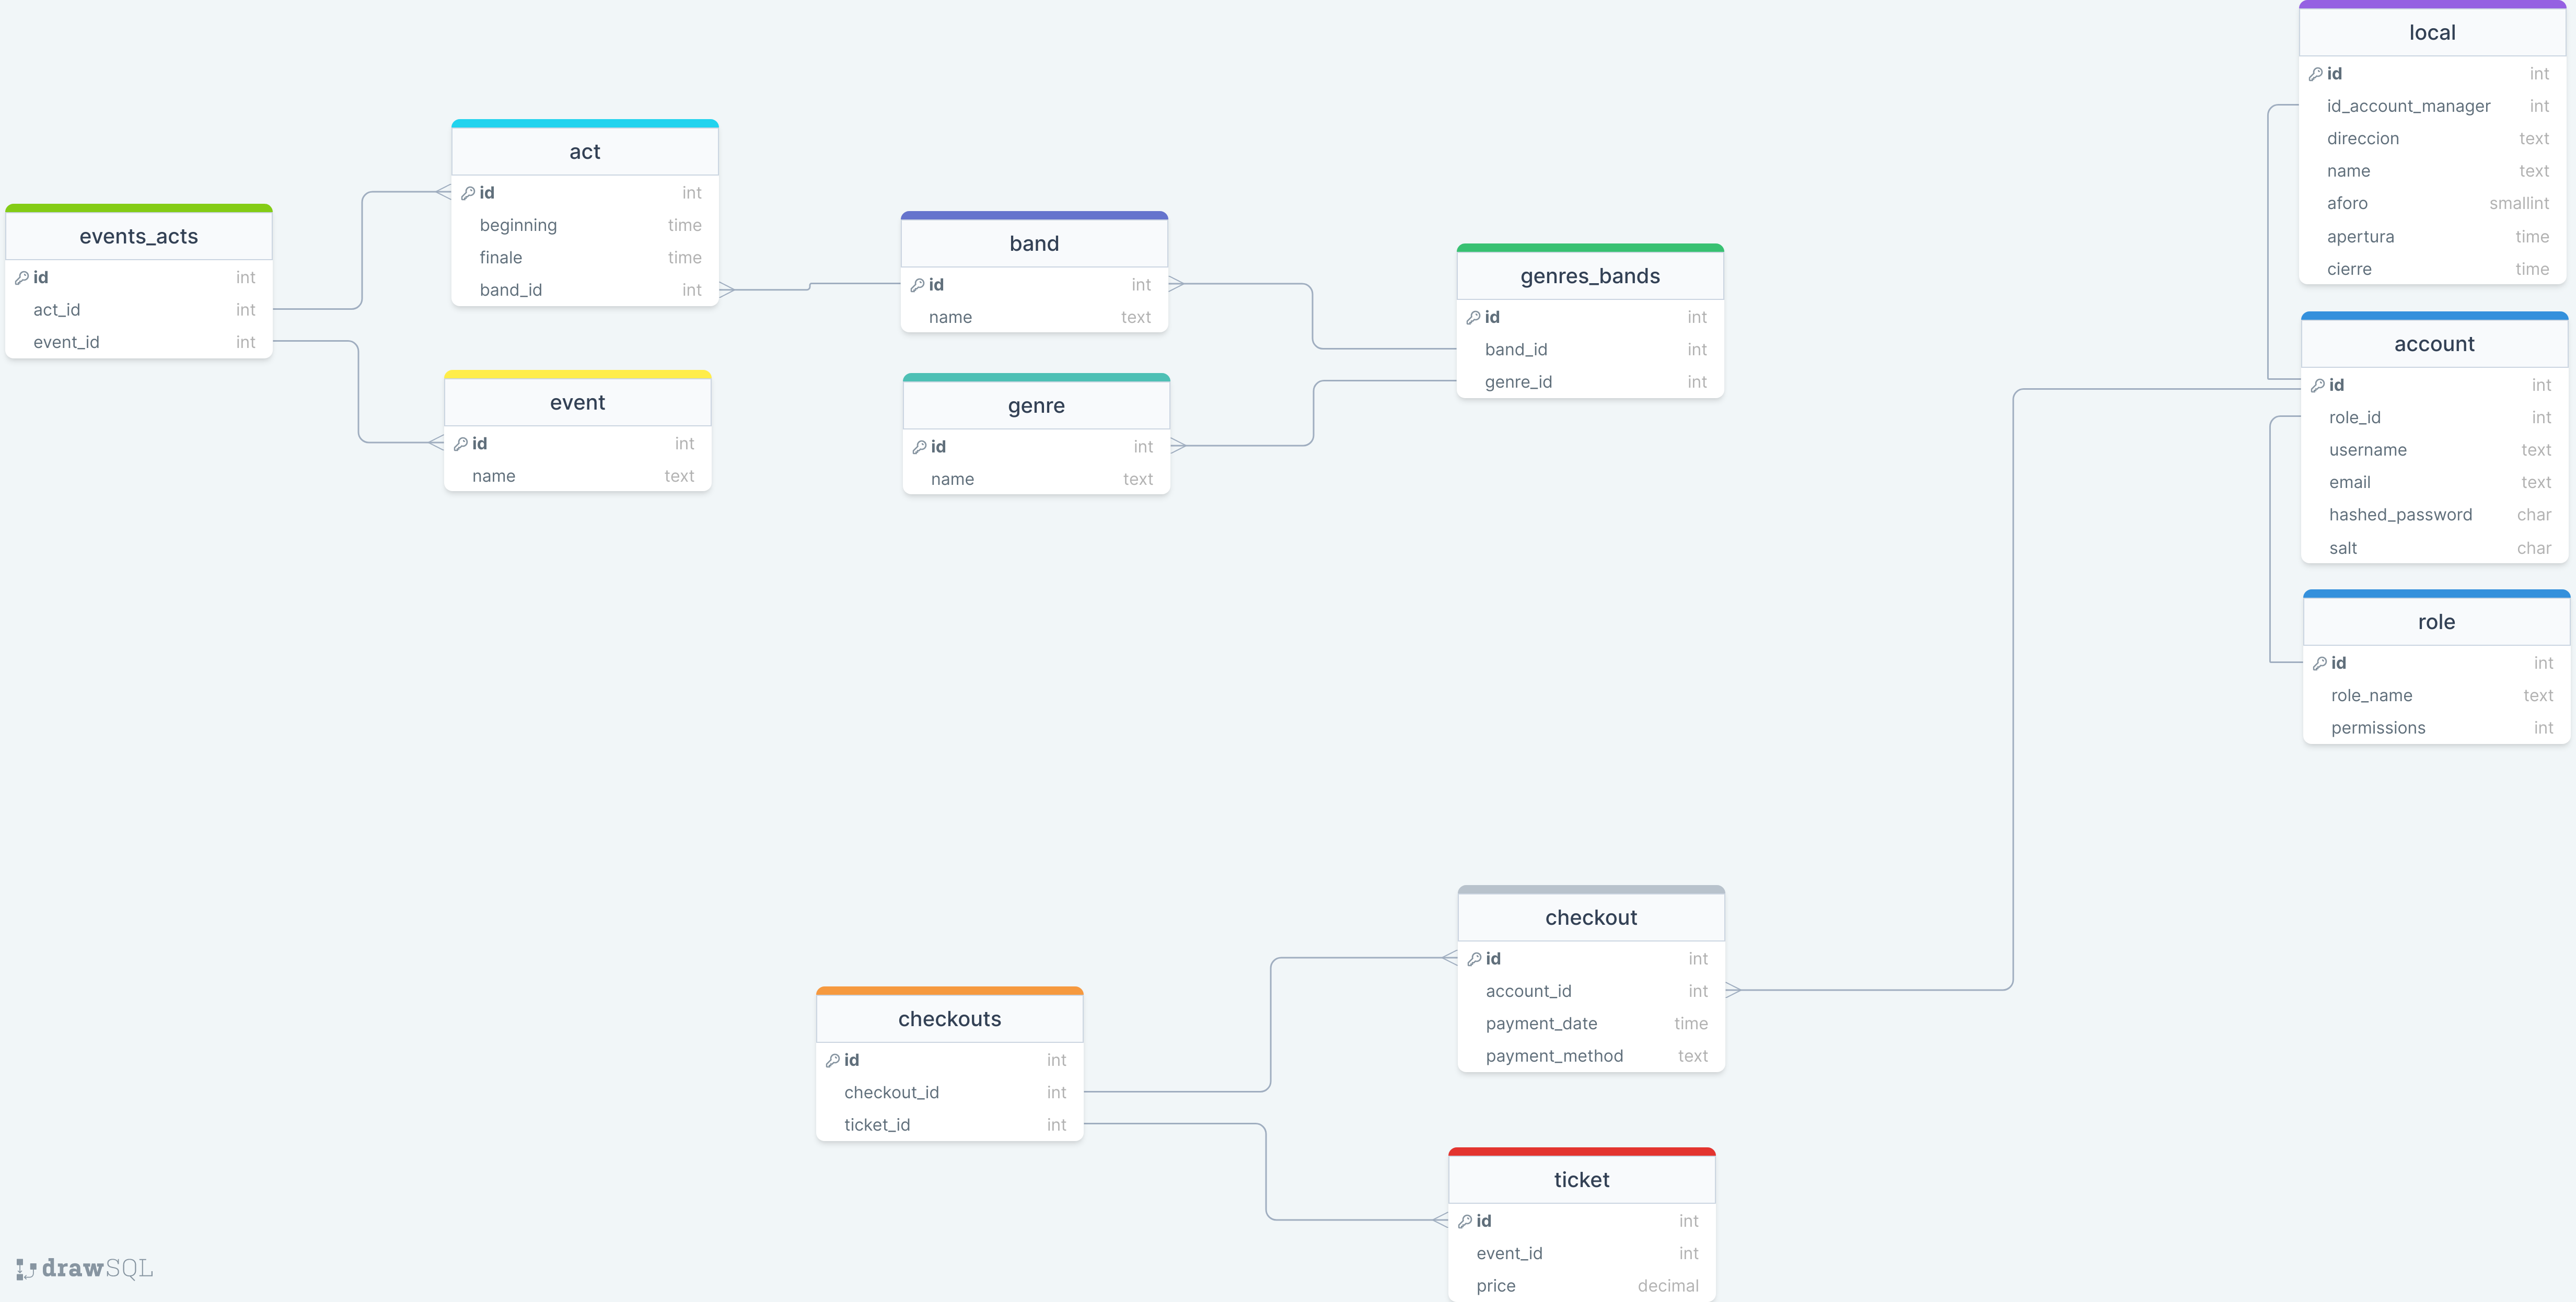 local
id int
id_account_manager int
direccion text
name text
aforo smallint
apertura time
cierre time
act
id int
beginning time
finale time
band_id int
events_acts
id int
act_id int
event_id int
band
id int
name text
genres_bands
id int
band_id int
genre_id int
event
id int
name text
genre
id int
name text
account
id int
role_id int
username text
email text
hashed_password char
salt char
role
id int
role_name text
permissions int
checkout
id int
account_id int
payment_date time
payment_method text
checkouts
id int
checkout_id int
ticket_id int
ticket
id int
event_id int
price decimal
drawSQL